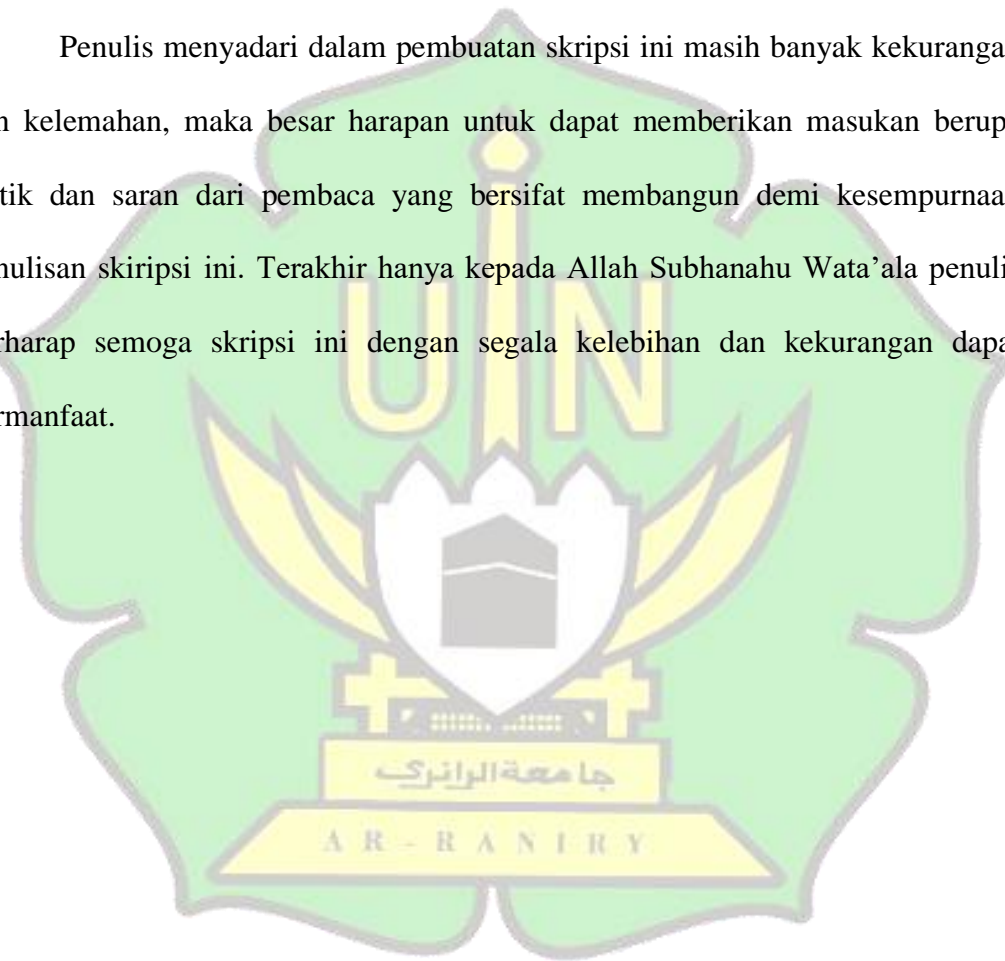 Penulis menyadari dalam pembuatan skripsi ini masih banyak kekuranga
n kelemahan, maka besar harapan untuk dapat memberikan masukan berup
tik dan saran dari pembaca yang bersifat membangun demi kesempurnaa
nulisan skiripsi ini. Terakhir hanya kepada Allah Subhanahu Wata’ala penuli
rharap semoga skripsi ini dengan segala kelebihan dan kekurangan dapa
rmanfaat.
UIN
جامعة الرانرك
AR-RANIRY